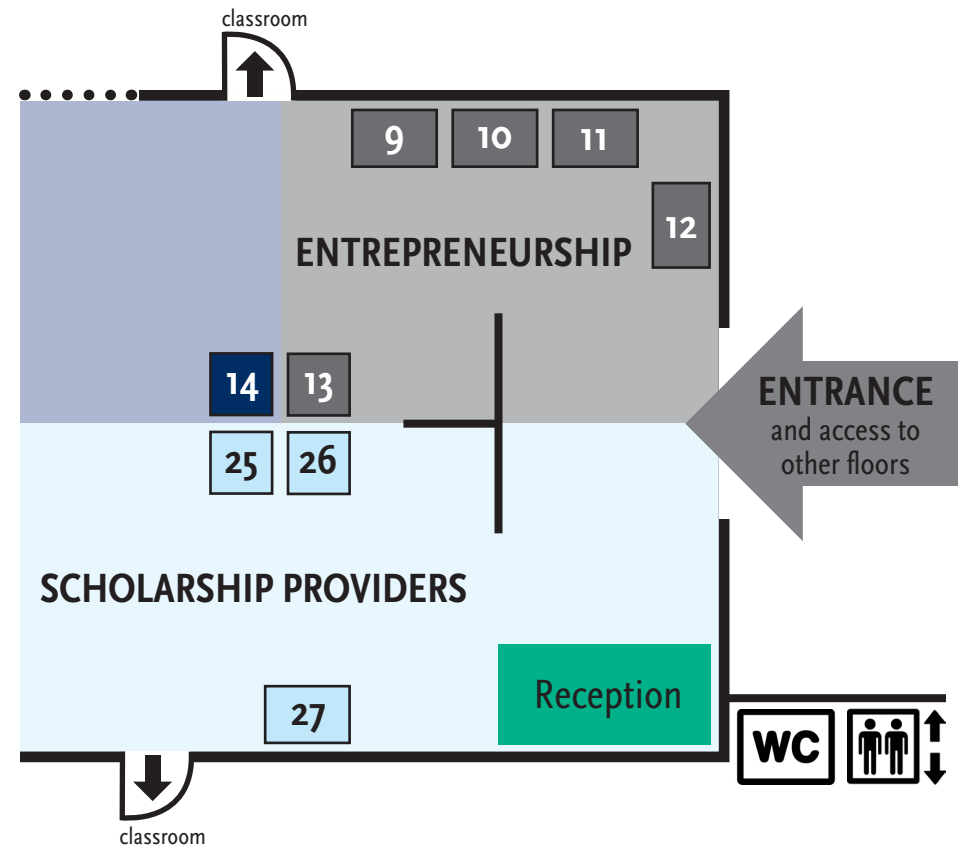 classroom
9
10
11
12
ENTREPRENEURSHIP
14
13
ENTRANCE
and access to
other floors
25
26
SCHOLARSHIP PROVIDERS
Reception
27
WC
classroom